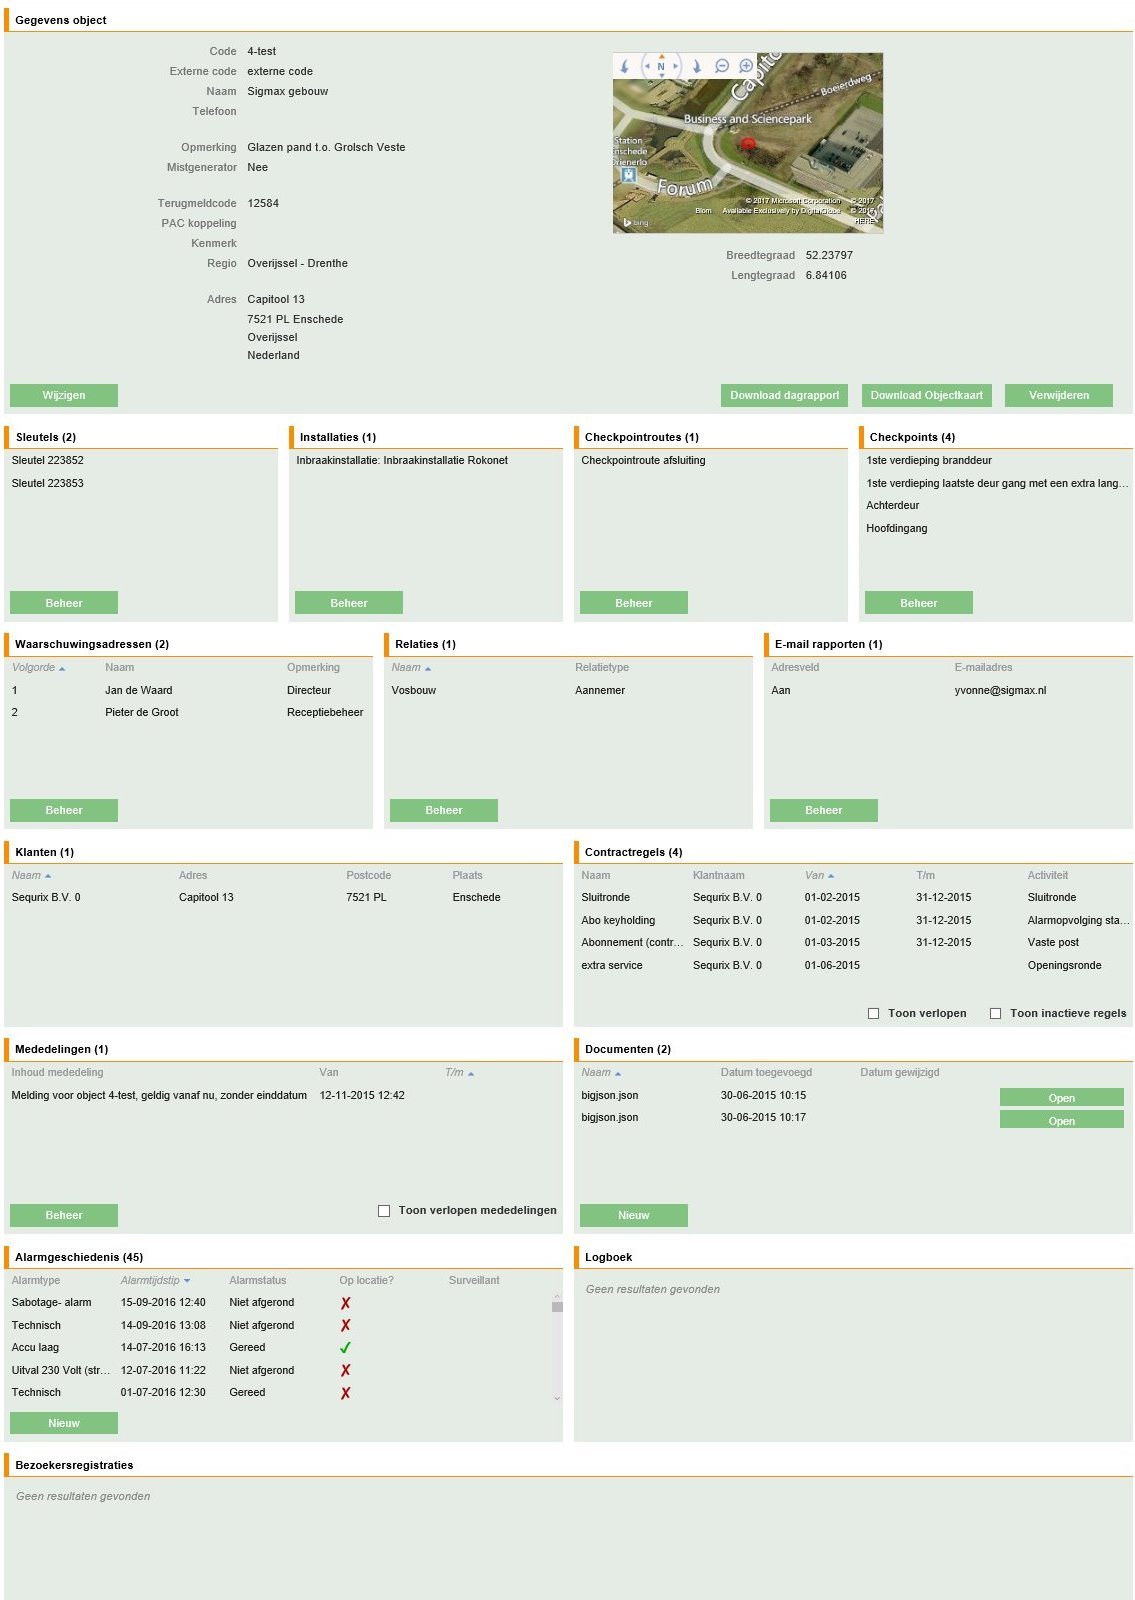 Gegevens object
Code 4-test
Externe code externe code
Naam Sigmax gebouw
Telefoon
Opmerking Glazen pand t.o. Grolsch Veste
Mistgenerator Nee
Terugmeldcode 12584
PAC koppeling
Kenmerk
Regio Overijssel - Drenthe
Adres Capitool 13
7521 PL Enschede
Overijssel
Nederland
N
Boeierdweg
Business and Sciencepark
Station
Enschede
Drienerlo
Forum
© 2017 Microsoft Corporation © 2017
Blom Available Exclusively by DigitalGlobe
HERE
bing
Breedtegraad 52.23797
Lengtegraad 6.84106
Wijzigen Download dagrapport Download Objectkaart Verwijderen
Sleutels (2)
Sleutel 223852
Sleutel 223853
Beheer
Installaties (1)
Inbraakinstallatie: Inbraakinstallatie Rokonet
Beheer
Checkpointroutes (1)
Checkpointroute afsluiting
Beheer
Checkpoints (4)
1ste verdieping branddeur
1ste verdieping laatste deur gang met een extra lang...
Achterdeur
Hoofdingang
Beheer
Waarschuwingsadressen (2)
Volgorde Naam Opmerking
1 Jan de Waard Directeur
2 Pieter de Groot Receptiebeheer
Beheer
Relaties (1)
Naam Relatietype
Vosbouw Aannemer
Beheer
E-mail rapporten (1)
Adresveld E-mailadres
Aan yvonne@sigmax.nl
Beheer
Klanten (1)
Naam Adres Postcode Plaats
Sequrix B.V. 0 Capitool 13 7521 PL Enschede
Contractregels (4)
Naam Klantnaam Van T/m Activiteit
Sluitronde Sequrix B.V. 0 01-02-2015 31-12-2015 Sluitronde
Abo keyholding Sequrix B.V. 0 01-02-2015 31-12-2015 Alarmopvolging sta...
Abonnement (contr... Sequrix B.V. 0 01-03-2015 31-12-2015 Vaste post
extra service Sequrix B.V. 0 01-06-2015 Openingsronde
Toon verlopen Toon inactieve regels
Mededelingen (1)
Inhoud mededeling Van T/m
Melding voor object 4-test, geldig vanaf nu, zonder einddatum 12-11-2015 12:42
Beheer Toon verlopen mededelingen
Documenten (2)
Naam Datum toegevoegd Datum gewijzigd
bigjson.json 30-06-2015 10:15 Open
bigjson.json 30-06-2015 10:17 Open
Nieuw
Alarmgeschiedenis (45)
Alarmtype Alarmtijdstip Alarmstatus Op locatie? Surveillant
Sabotage- alarm 15-09-2016 12:40 Niet afgerond ✗
Technisch 14-09-2016 13:08 Niet afgerond ✗
Accu laag 14-07-2016 16:13 Gereed ✓
Uitval 230 Volt (str... 12-07-2016 11:22 Niet afgerond ✗
Technisch 01-07-2016 12:30 Gereed ✗
Nieuw
Logboek
Geen resultaten gevonden
Bezoekersregistraties
Geen resultaten gevonden